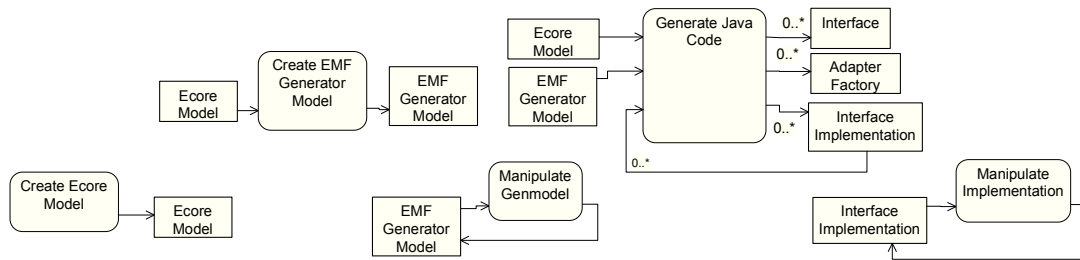 Create Ecore
Model
Ecore
Model
Ecore
Model
Create EMF
Generator
Model
EMF
Generator
Model
Ecore
Model
EMF
Generator
Model
Generate Java
Code
0..*
Interface
0..*
Adapter
Factory
0..*
Interface
Implementation
0..*
EMF
Generator
Model
Manipulate
Genmodel
Interface
Implementation
Manipulate
Implementation